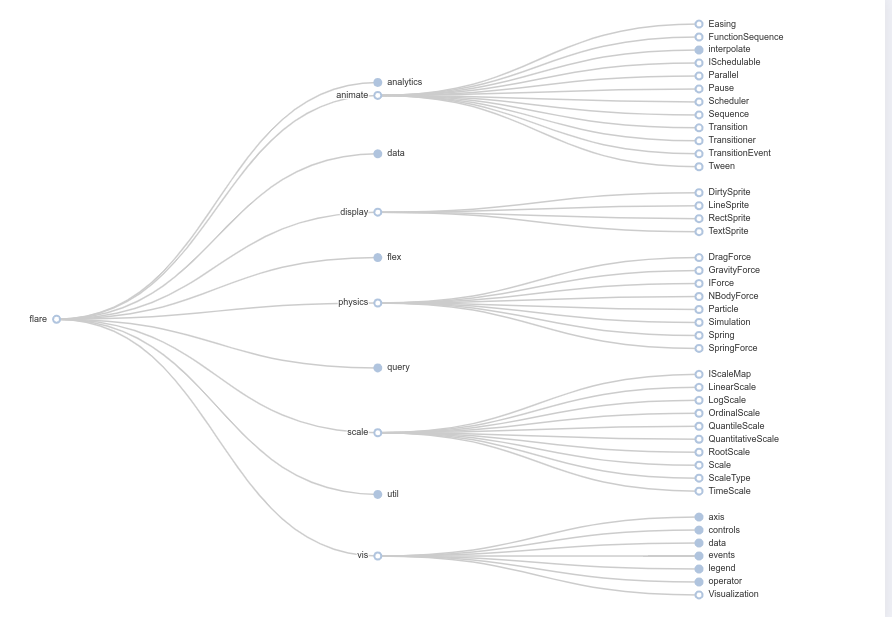 flare
analytics
animate
Easing
FunctionSequence
interpolate
ISchedulable
Parallel
Pause
Scheduler
Sequence
Transition
Transitioner
TransitionEvent
Tween
data
display
DirtySprite
LineSprite
RectSprite
TextSprite
flex
physics
DragForce
GravityForce
IForce
NBodyForce
Particle
Simulation
Spring
SpringForce
query
scale
IScaleMap
LinearScale
LogScale
OrdinalScale
QuantileScale
QuantitativeScale
RootScale
Scale
ScaleType
TimeScale
util
vis
axis
controls
data
events
legend
operator
Visualization